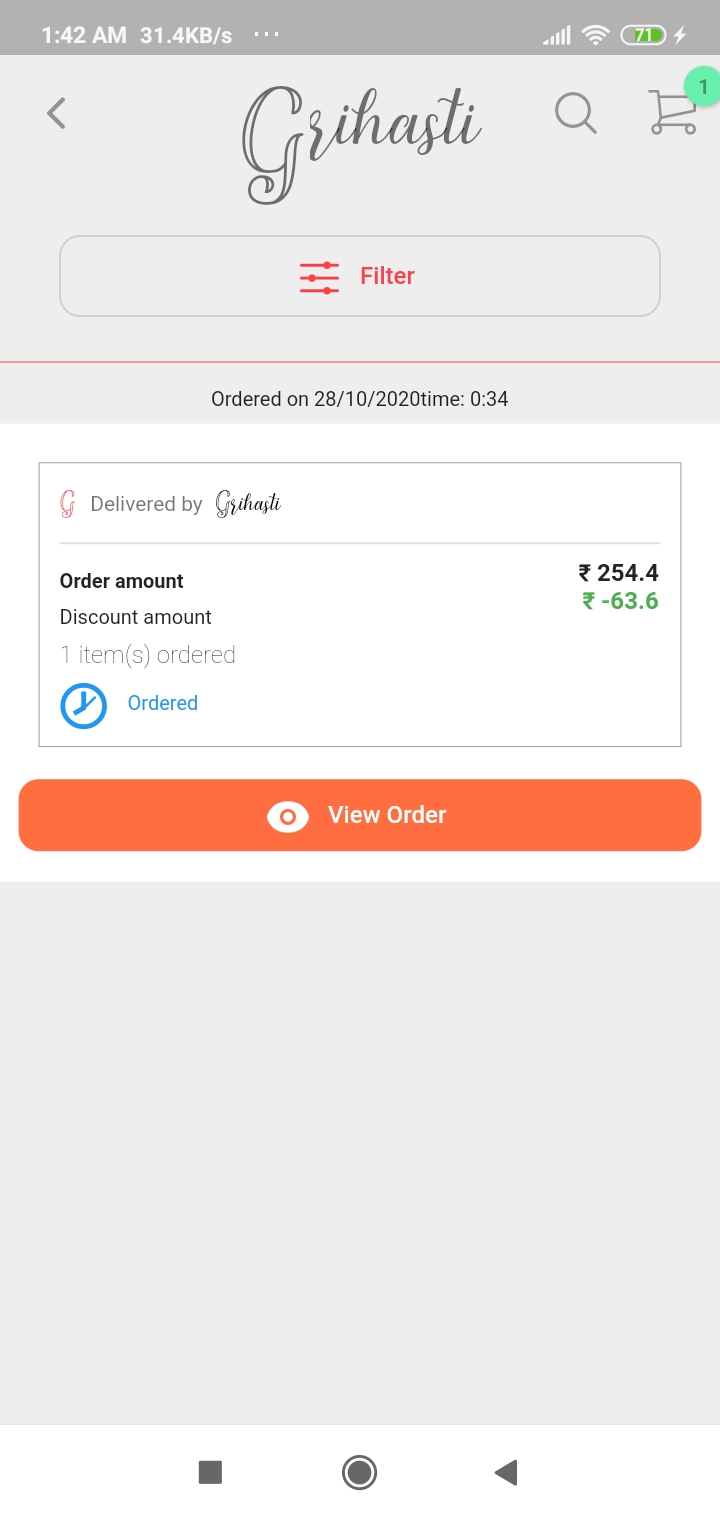 1:42 AM 31.4KB/s ... 71
Grihasti
1
Filter
Ordered on 28/10/2020time: 0:34
G Delivered by Grihasti
Order amount ₹ 254.4
Discount amount ₹ -63.6
1 item(s) ordered
Ordered
View Order